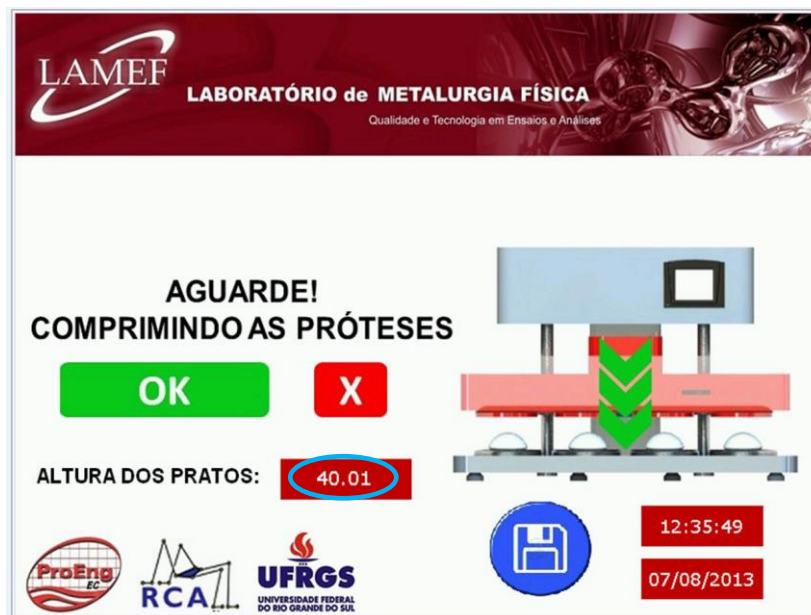 LAMEF
LABORATÓRIO de METALURGIA FÍSICA
Qualidade e Tecnologia em Ensaios e Análises
AGUARDE!
COMPRIMINDO AS PRÓTESES
OK X
ALTURA DOS PRATOS: 40.01
12:35:49
07/08/2013
ProEng
EC
RCA
UFRGS
UNIVERSIDADE FEDERAL
DO RIO GRANDE DO SUL